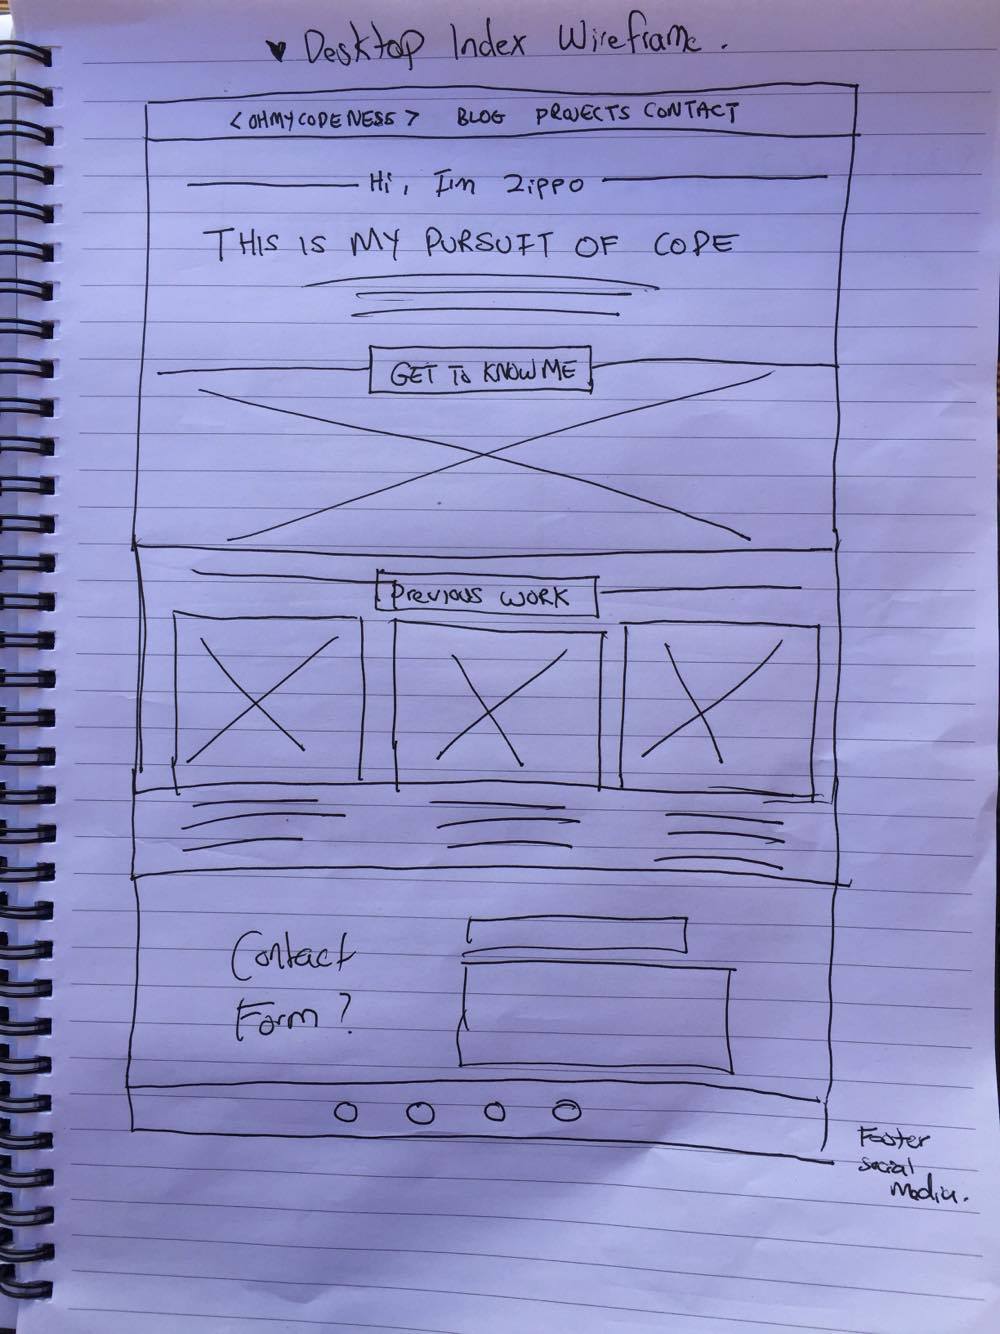 ♥ Desktop Index Wireframe.
<OHMYCODENESS> BLOG PROJECTS CONTACT
Hi, I'm Zippo
THIS IS MY PURSUIT OF CODE
GET TO KNOW ME
Previous WORK
Contact
Form?
Footer
social
Media.